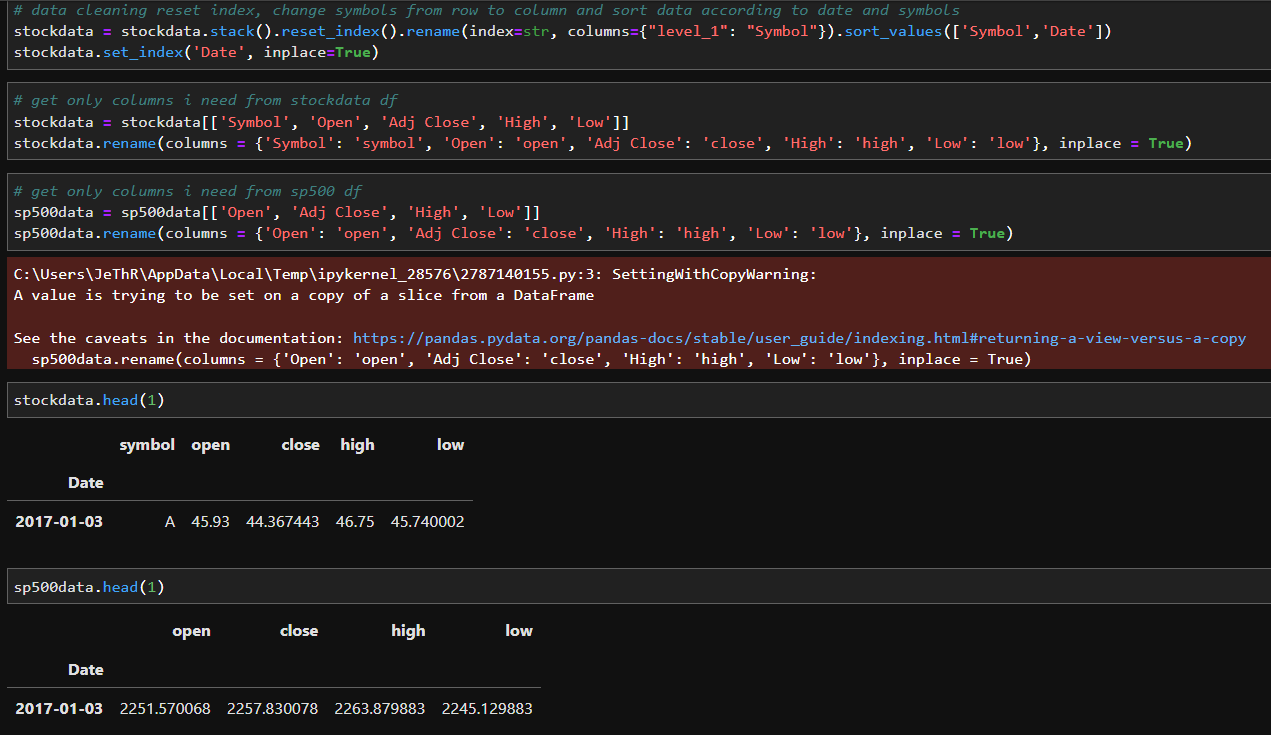 # data cleaning reset index, change symbols from row to column and sort data according to date and symbols
stockdata = stockdata.stack().reset_index().rename(index=str, columns={"level_1": "Symbol"}).sort_values(['Symbol','Date'])
stockdata.set_index('Date', inplace=True)
# get only columns i need from stockdata df
stockdata = stockdata[['Symbol', 'Open', 'Adj Close', 'High', 'Low']]
stockdata.rename(columns = {'Symbol': 'symbol', 'Open': 'open', 'Adj Close': 'close', 'High': 'high', 'Low': 'low'}, inplace = True)
# get only columns i need from sp500 df
sp500data = sp500data[['Open', 'Adj Close', 'High', 'Low']]
sp500data.rename(columns = {'Open': 'open', 'Adj Close': 'close', 'High': 'high', 'Low': 'low'}, inplace = True)
C:\Users\JeThR\AppData\Local\Temp\ipykernel_28576\2787140155.py:3: SettingWithCopyWarning:
A value is trying to be set on a copy of a slice from a DataFrame
See the caveats in the documentation: https://pandas.pydata.org/pandas-docs/stable/user_guide/indexing.html#returning-a-view-versus-a-copy
sp500data.rename(columns = {'Open': 'open', 'Adj Close': 'close', 'High': 'high', 'Low': 'low'}, inplace = True)
stockdata.head(1)
symbol open close high low
Date
2017-01-03 A 45.93 44.367443 46.75 45.740002
sp500data.head(1)
open close high low
Date
2017-01-03 2251.570068 2257.830078 2263.879883 2245.129883